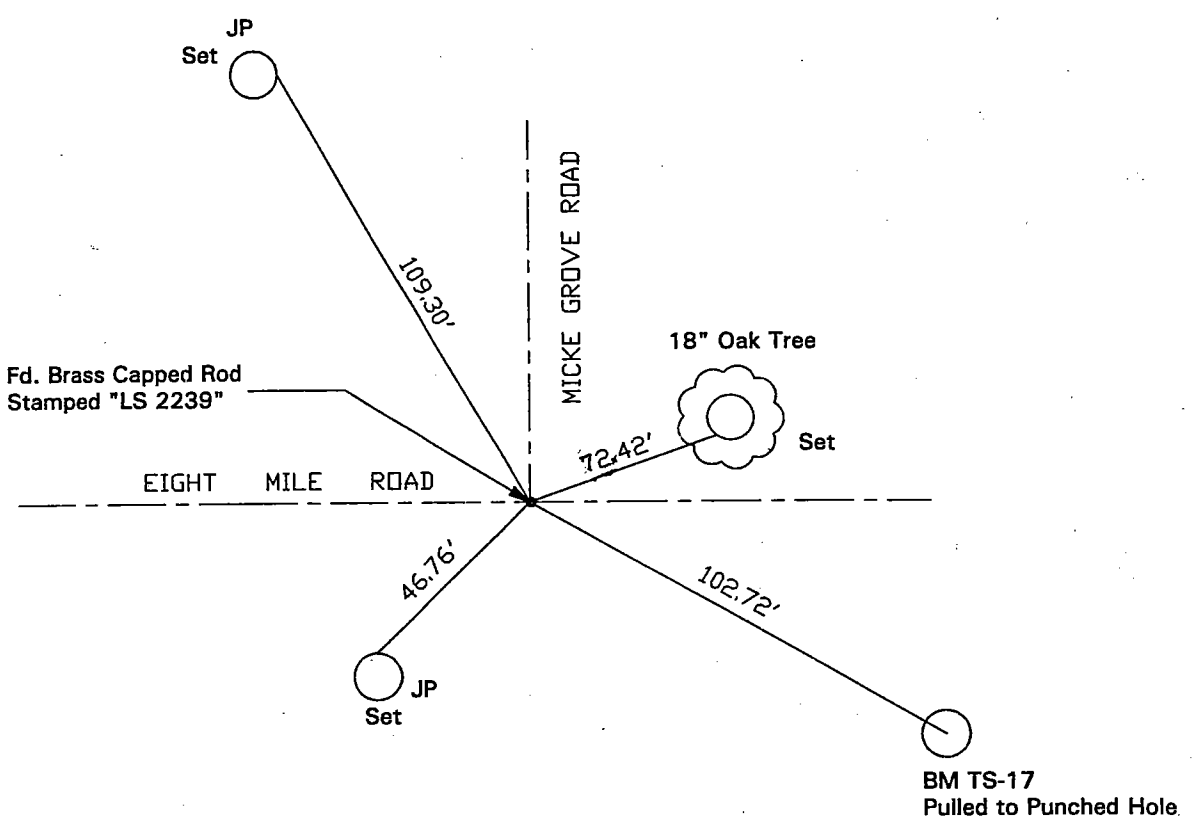 JP
Set
109.30'
MICKE GROVE ROAD
18" Oak Tree
Fd. Brass Capped Rod
Stamped "LS 2239"
72.42'
Set
EIGHT MILE ROAD
46.76'
102.72'
JP
Set
BM TS-17
Pulled to Punched Hole